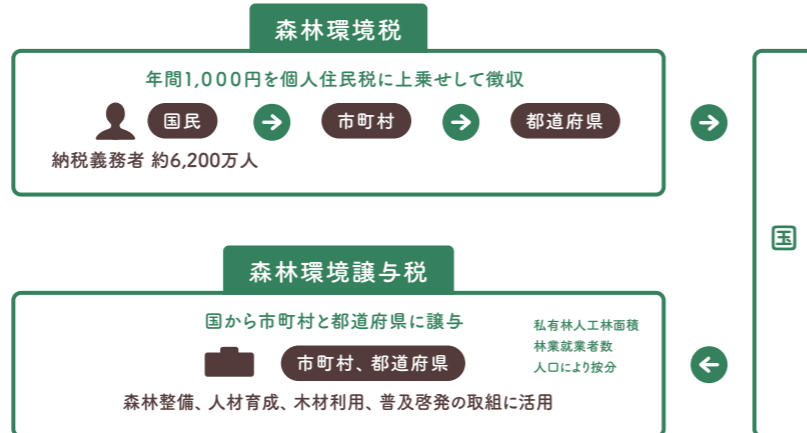 森林環境税
年間1,000円を個人住民税に上乗せして徴収
国民
市町村
都道府県
納税義務者 約6,200万人
国
森林環境譲与税
国から市町村と都道府県に譲与
私有林人工林面積
林業就業者数
人口により按分
市町村、都道府県
森林整備、人材育成、木材利用、普及啓発の取組に活用